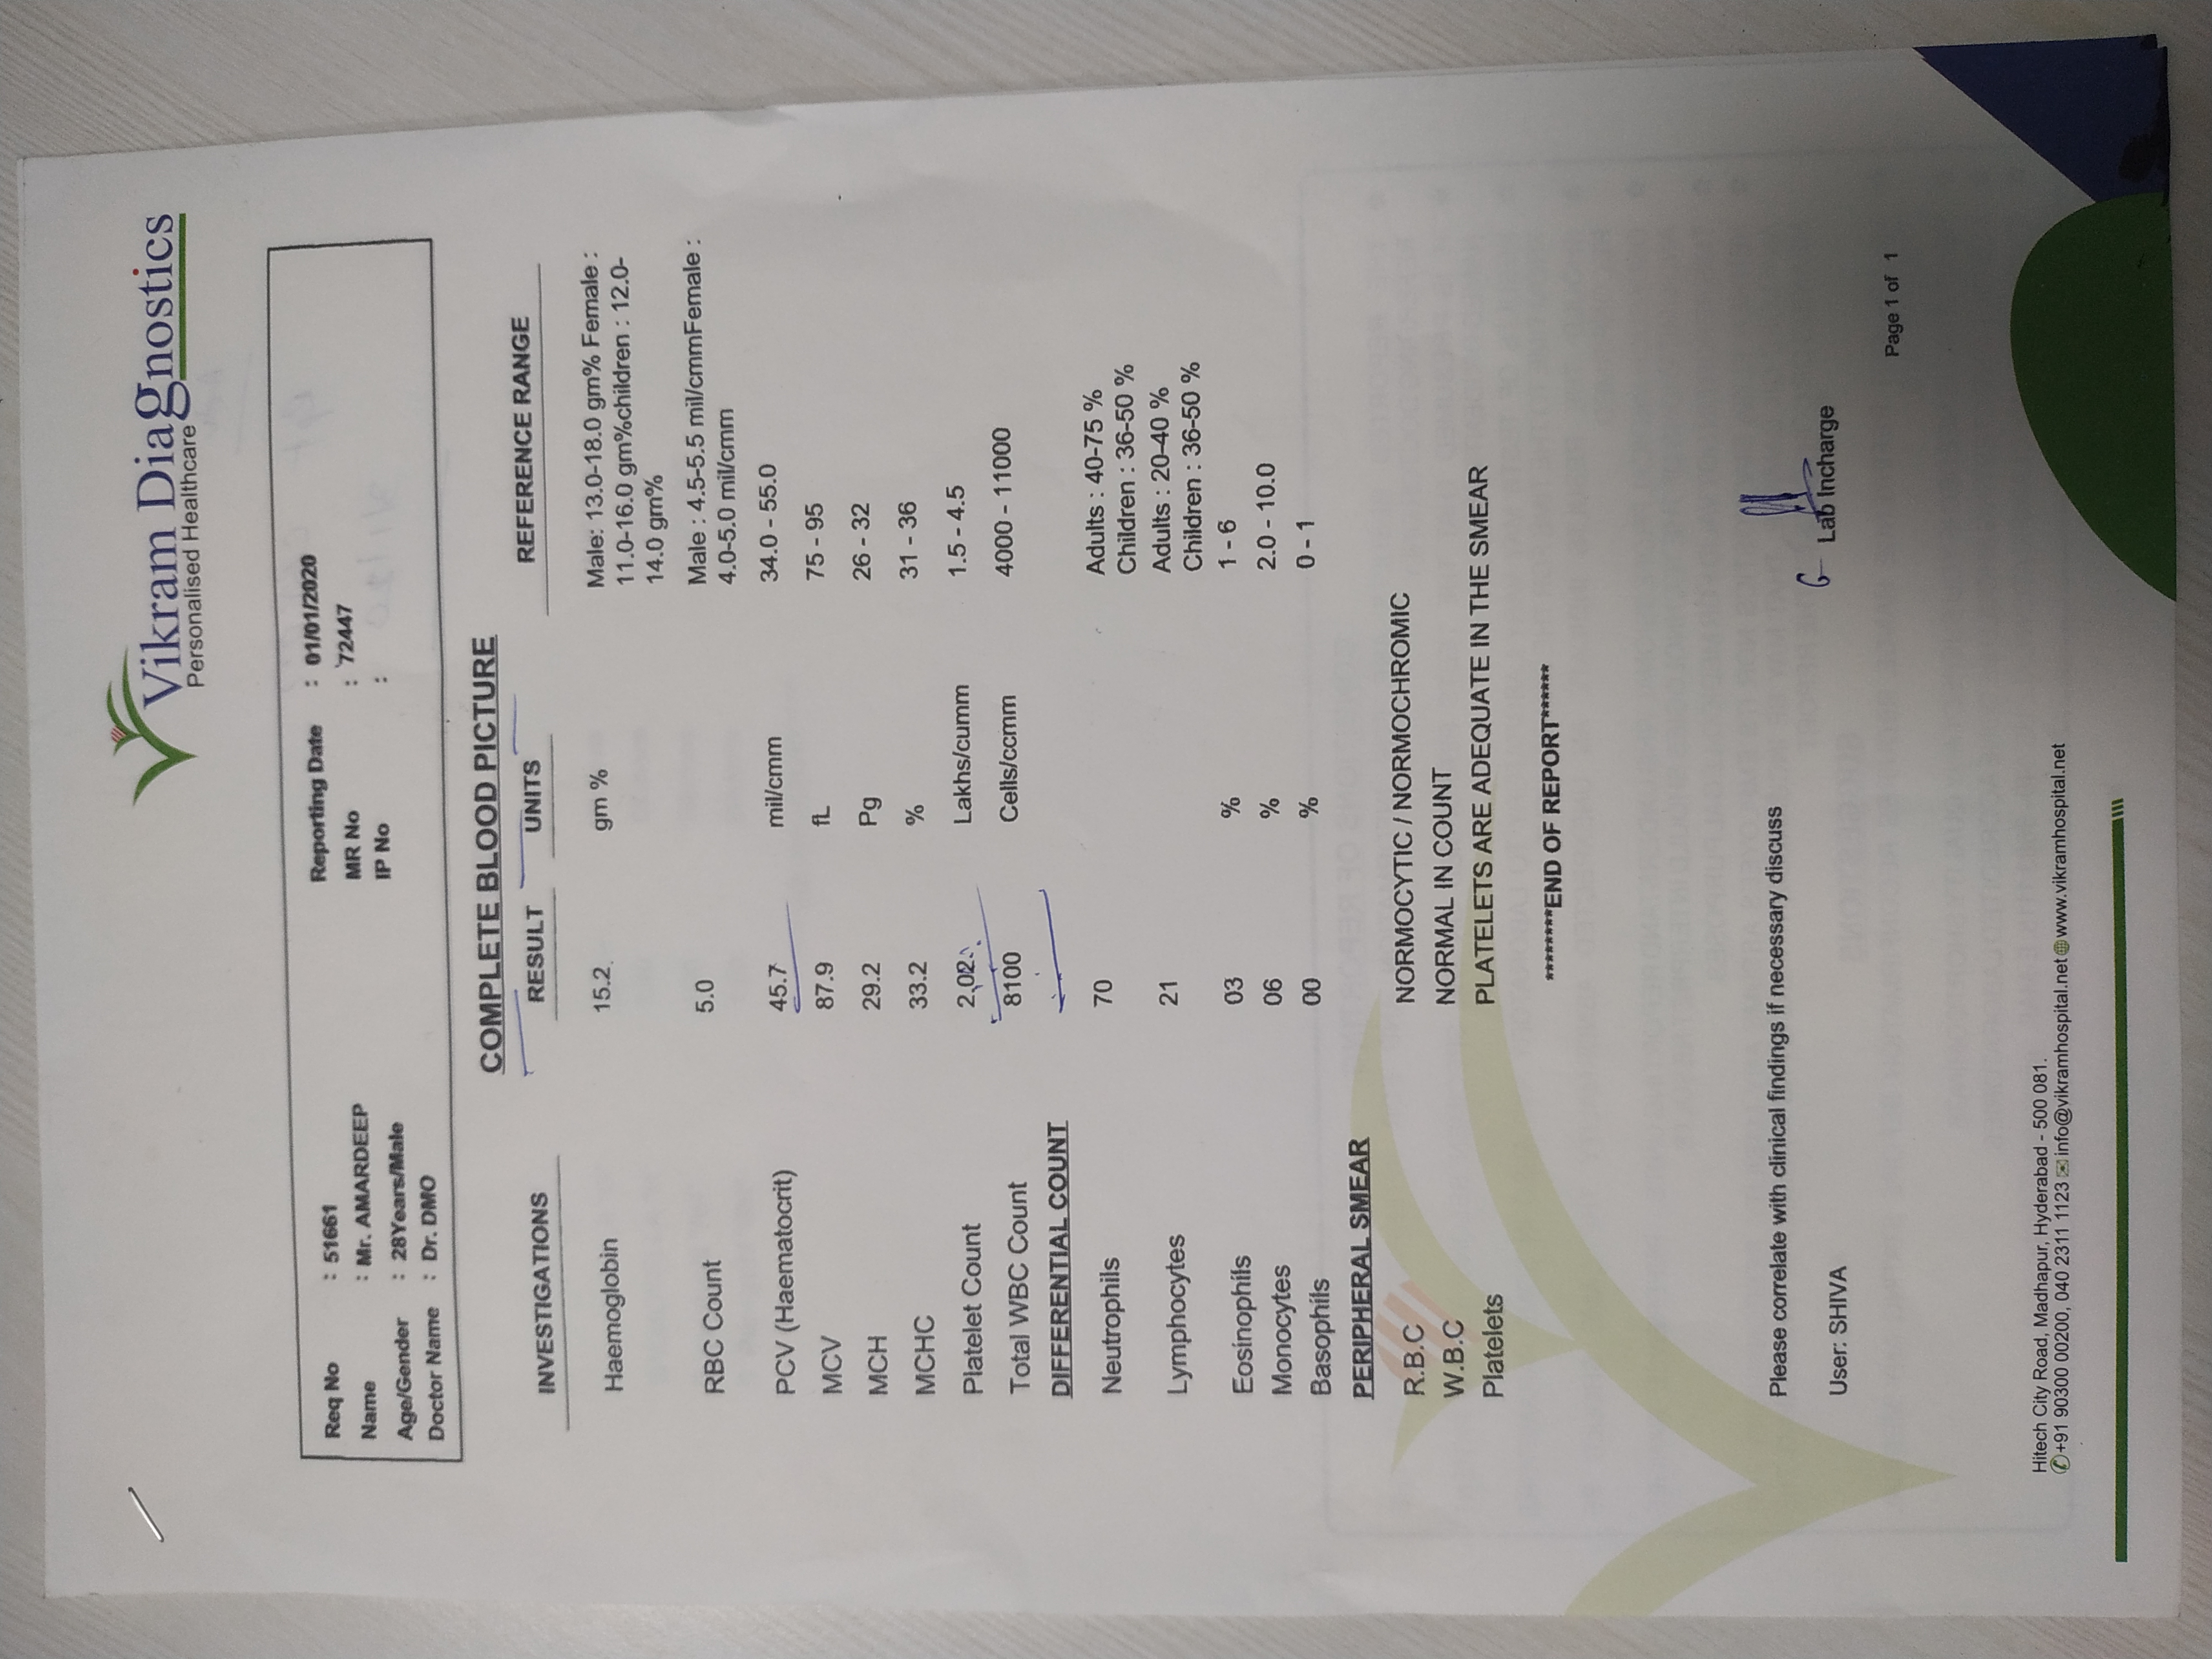 Vikram Diagnostics
Personalised Healthcare
Req No : 51661
Name : Mr. AMARDEEP
Age/Gender : 28Years/Male
Doctor Name : Dr. DMO
Reporting Date : 01/01/2020
MR No : 72447
IP No :
COMPLETE BLOOD PICTURE
INVESTIGATIONS RESULT UNITS REFERENCE RANGE
Haemoglobin 15.2 gm % Male: 13.0-18.0 gm% Female :
11.0-16.0 gm%children : 12.0-
14.0 gm%
RBC Count 5.0 Male : 4.5-5.5 mil/cmmFemale :
4.0-5.0 mil/cmm
PCV (Haematocrit) 45.7 mil/cmm 34.0 - 55.0
MCV 87.9 fL 75 - 95
MCH 29.2 Pg 26 - 32
MCHC 33.2 % 31 - 36
Platelet Count 2.02 Lakhs/cumm 1.5 - 4.5
Total WBC Count 8100 Cells/ccmm 4000 - 11000
DIFFERENTIAL COUNT
Neutrophils 70 Adults : 40-75 %
Children : 36-50 %
Lymphocytes 21 Adults : 20-40 %
Children : 36-50 %
Eosinophils 03 % 1 - 6
Monocytes 06 % 2.0 - 10.0
Basophils 00 % 0 - 1
PERIPHERAL SMEAR
R.B.C NORMOCYTIC / NORMOCHROMIC
W.B.C NORMAL IN COUNT
Platelets PLATELETS ARE ADEQUATE IN THE SMEAR
********END OF REPORT******
Please correlate with clinical findings if necessary discuss
User: SHIVA
G Lab Incharge
Page 1 of 1
Hitech City Road, Madhapur, Hyderabad - 500 081.
+91 90300 00200, 040 2311 1123 info@vikramhospital.net www.vikramhospital.net